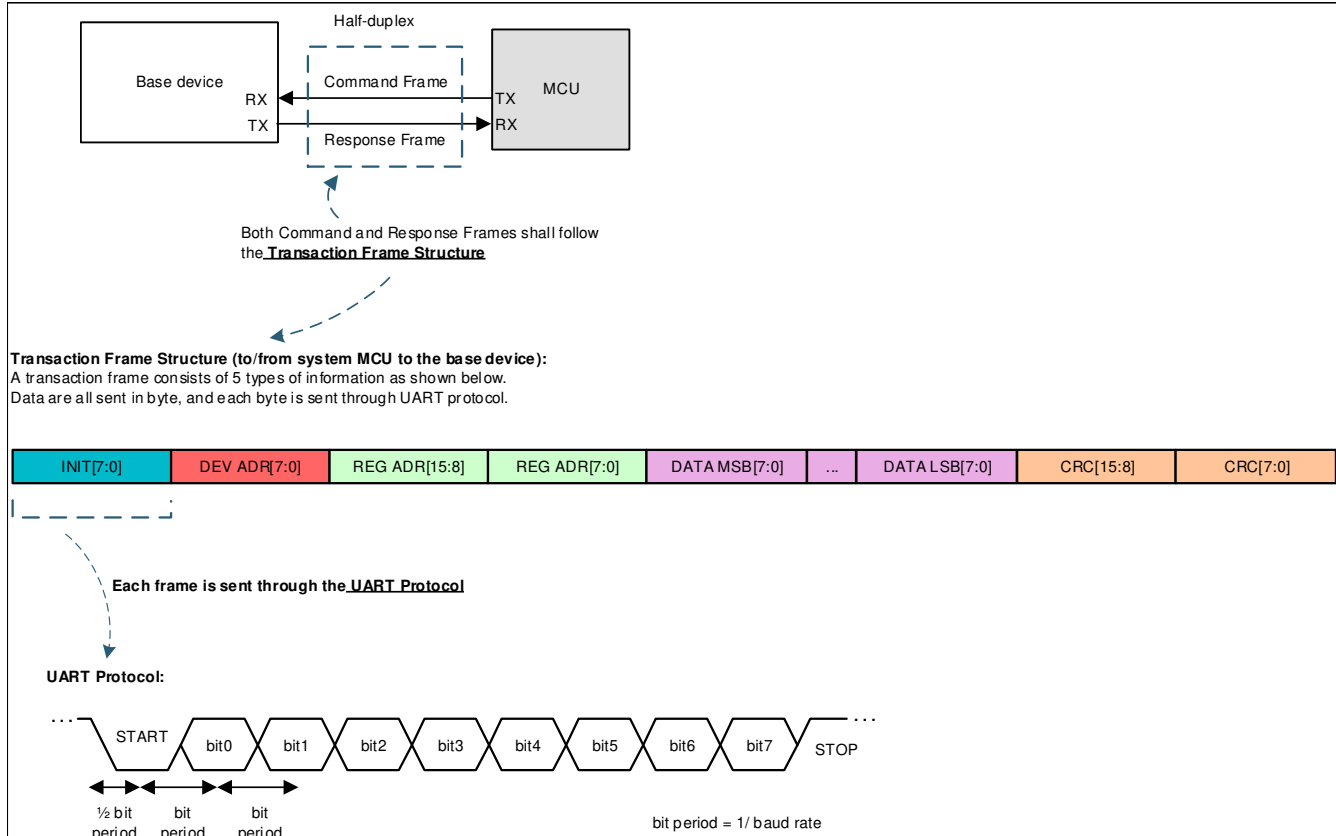 Half-duplex
Base device
Command Frame
MCU
RX
TX
TX
RX
Response Frame
Both Command and Response Frames shall follow
the Transaction Frame Structure
Transaction Frame Structure (to/from system MCU to the base device):
A transaction frame consists of 5 types of information as shown below.
Data are all sent in byte, and each byte is sent through UART protocol.
INIT[7:0] DEV ADR[7:0] REG ADR[15:8] REG ADR[7:0] DATA MSB[7:0] ... DATA LSB[7:0] CRC[15:8] CRC[7:0]
Each frame is sent through the UART Protocol
UART Protocol:
... START bit0 bit1 bit2 bit3 bit4 bit5 bit6 bit7 STOP ...
½ bit period
bit period
bit period
bit period = 1/ baud rate